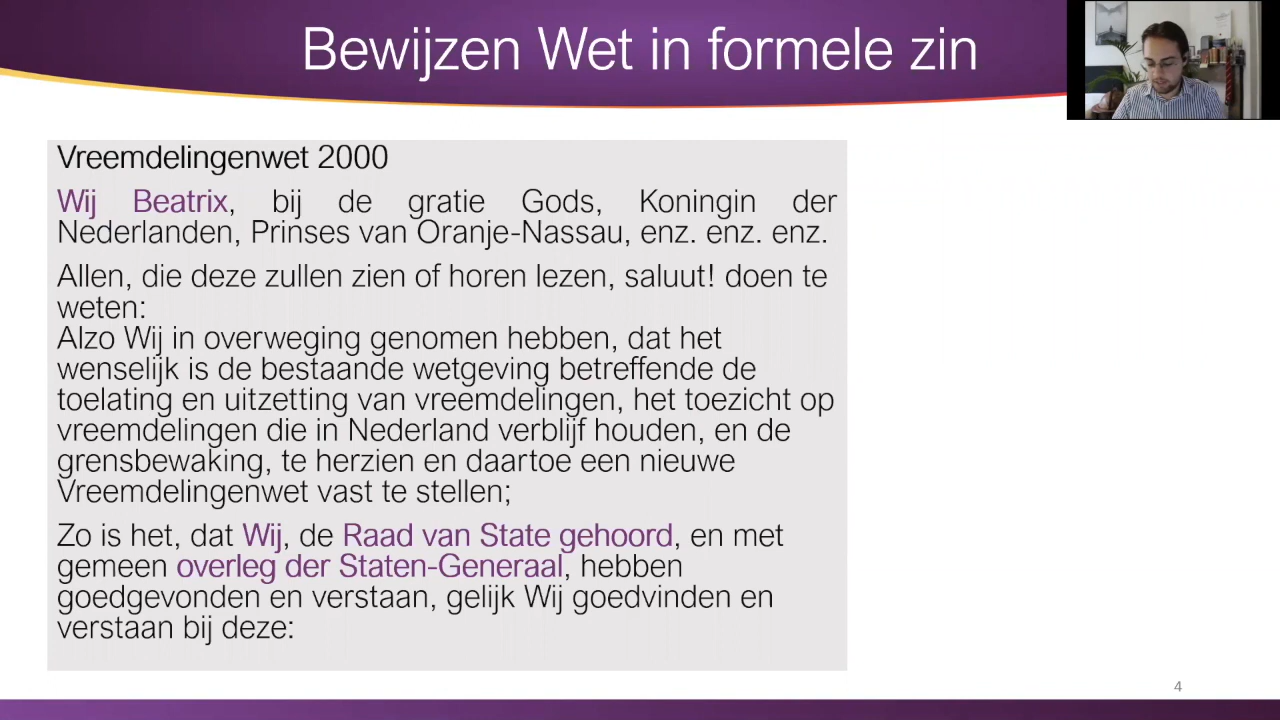 Bewijzen Wet in formele zin
Vreemdelingenwet 2000
Wij Beatrix, bij de gratie Gods, Koningin der
Nederlanden, Prinses van Oranje-Nassau, enz. enz. enz.
Allen, die deze zullen zien of horen lezen, saluut! doen te
weten:
Alzo Wij in overweging genomen hebben, dat het
wenselijk is de bestaande wetgeving betreffende de
toelating en uitzetting van vreemdelingen, het toezicht op
vreemdelingen die in Nederland verblijf houden, en de
grensbewaking, te herzien en daartoe een nieuwe
Vreemdelingenwet vast te stellen;
Zo is het, dat Wij, de Raad van State gehoord, en met
gemeen overleg der Staten-Generaal, hebben
goedgevonden en verstaan, gelijk Wij goedvinden en
verstaan bij deze:
4